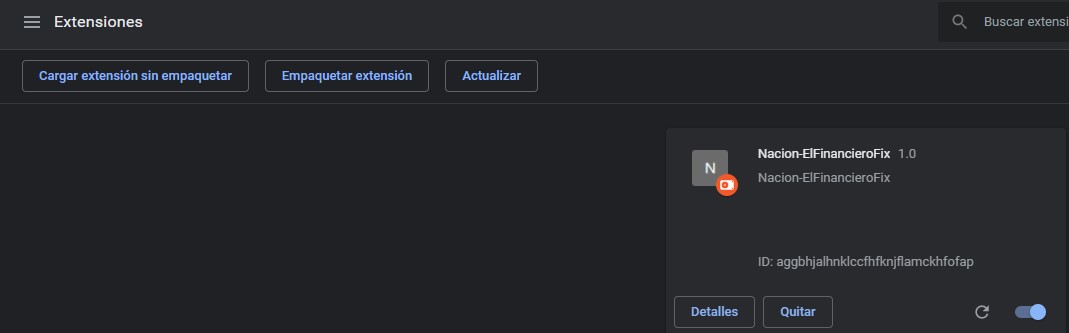 Extensiones
Buscar extensi
Cargar extensión sin empaquetar
Empaquetar extensión
Actualizar
N
Nacion-ElFinancieroFix 1.0
Nacion-ElFinancieroFix
ID: aggbhjalhnklccfhfknjflamckhfofap
Detalles
Quitar